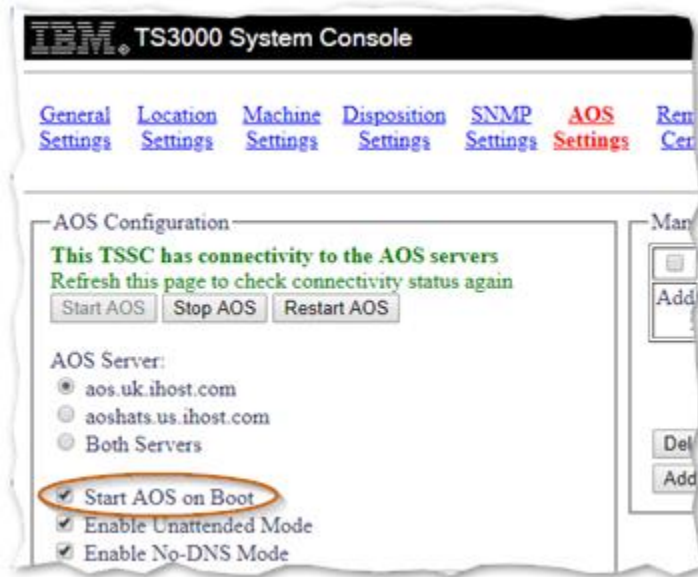 IBM® TS3000 System Console
General Settings
Location Settings
Machine Settings
Disposition Settings
SNMP Settings
AOS Settings
AOS Configuration
This TSSC has connectivity to the AOS servers
Refresh this page to check connectivity status again
Start AOS Stop AOS Restart AOS
AOS Server:
aos.uk.ihost.com
aoshats.us.ihost.com
Both Servers
Start AOS on Boot
Enable Unattended Mode
Enable No-DNS Mode
Add
Add